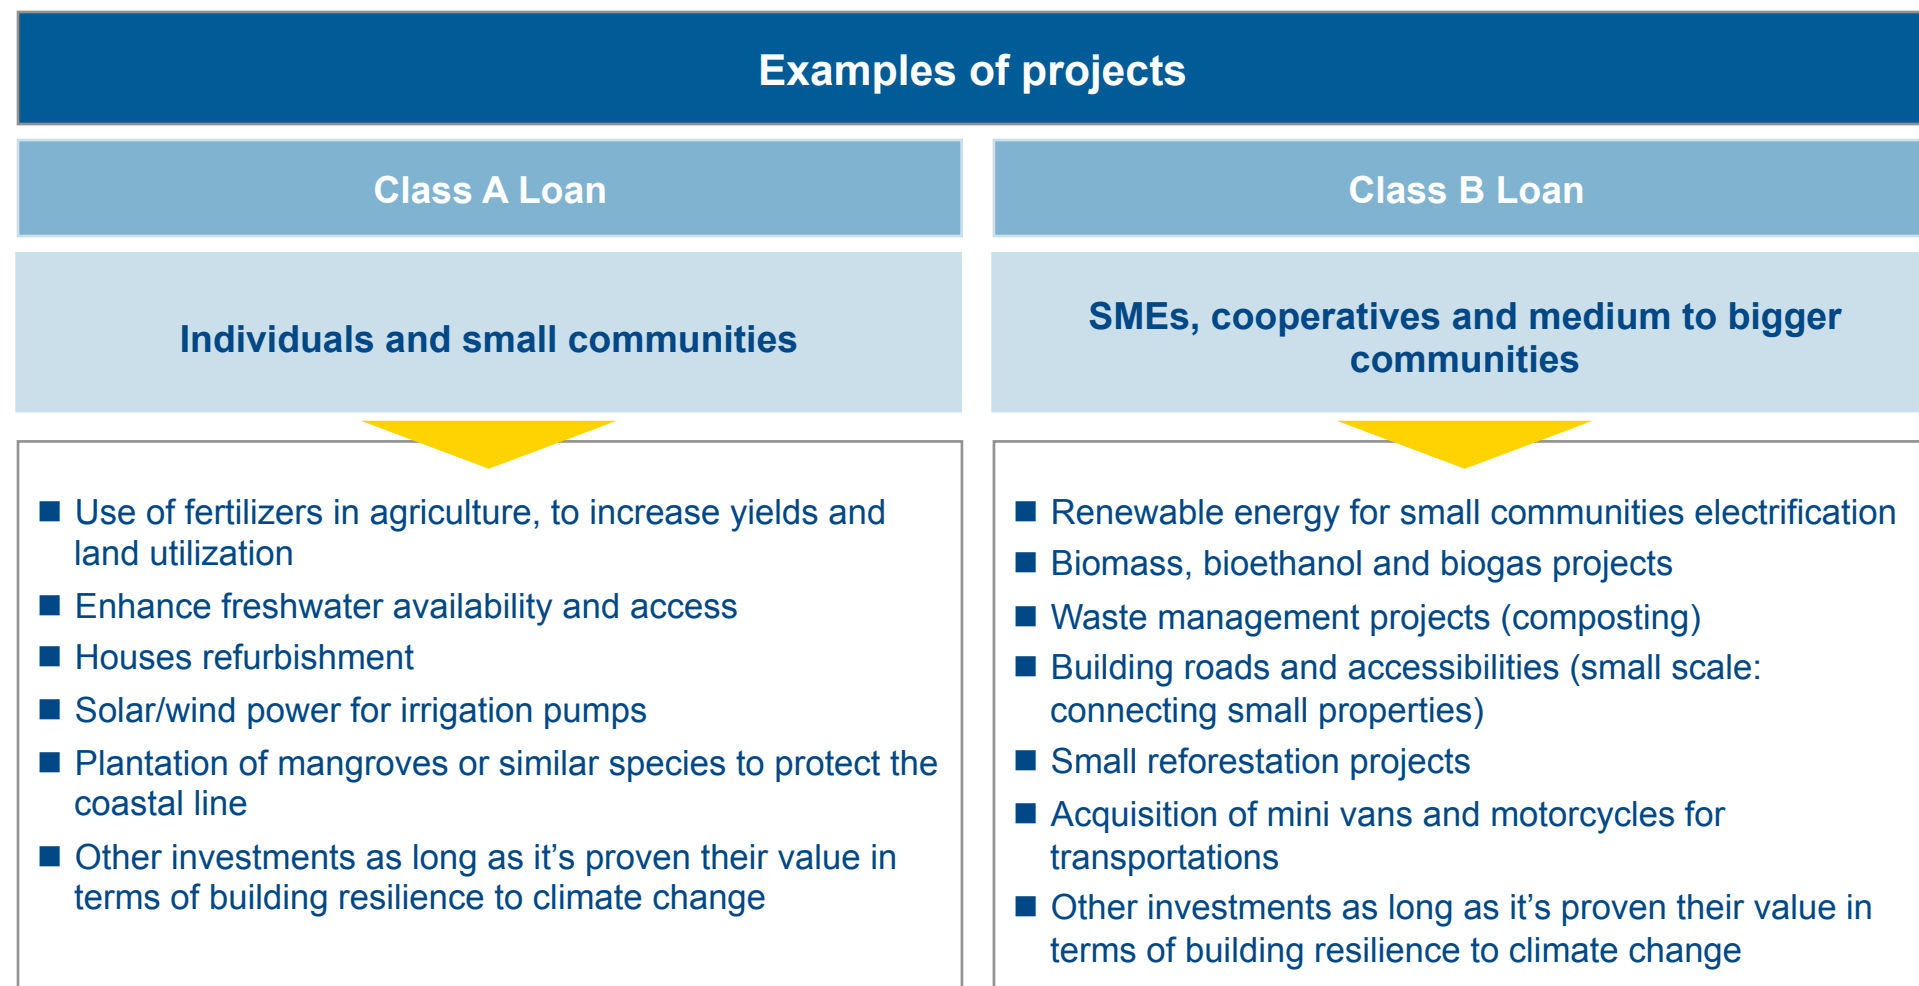 Examples of projects
Class A Loan
Individuals and small communities
■ Use of fertilizers in agriculture, to increase yields and
land utilization
■ Enhance freshwater availability and access
■ Houses refurbishment
■ Solar/wind power for irrigation pumps
■ Plantation of mangroves or similar species to protect the
coastal line
■ Other investments as long as it’s proven their value in
terms of building resilience to climate change
Class B Loan
SMEs, cooperatives and medium to bigger
communities
■ Renewable energy for small communities electrification
■ Biomass, bioethanol and biogas projects
■ Waste management projects (composting)
■ Building roads and accessibilities (small scale:
connecting small properties)
■ Small reforestation projects
■ Acquisition of mini vans and motorcycles for
transportations
■ Other investments as long as it’s proven their value in
terms of building resilience to climate change